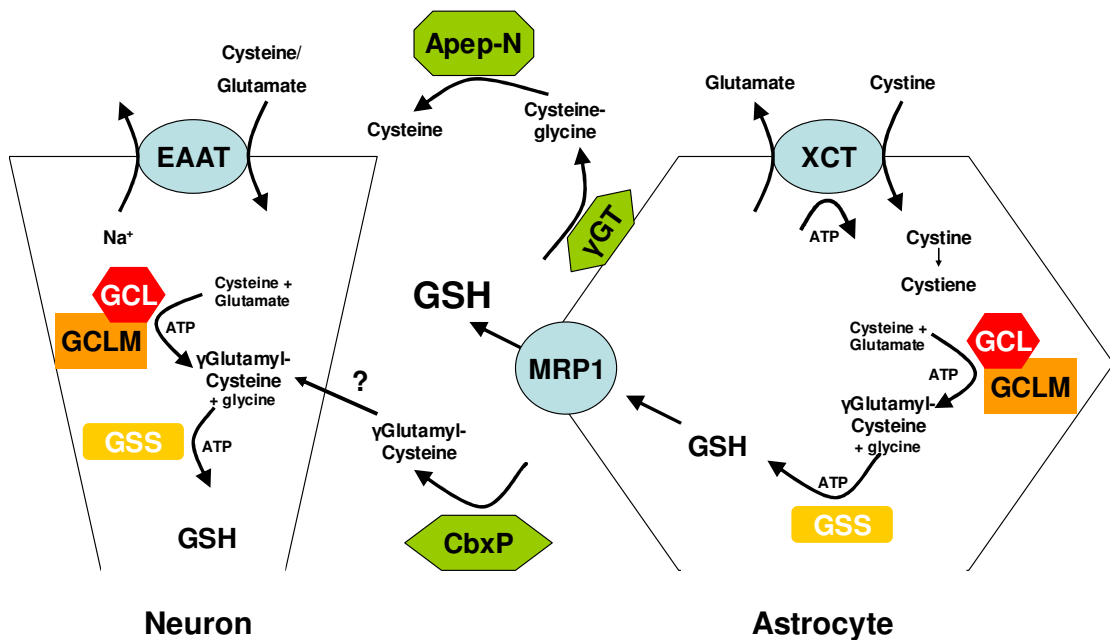 Cysteine/
Glutamate
EAAT
Na⁺
GCL
GCLM
Cysteine +
Glutamate
ATP
γGlutamyl-
Cysteine
+ glycine
GSS
ATP
GSH
Neuron
Apep-N
Cysteine
Cysteine-
glycine
γGT
GSH
MRP1
?
γGlutamyl-
Cysteine
CbxP
Glutamate
Cystine
XCT
ATP
Cystine
Cystiene
Cysteine +
Glutamate
GCL
GCLM
ATP
γGlutamyl-
Cysteine
+ glycine
ATP
GSS
GSH
Astrocyte